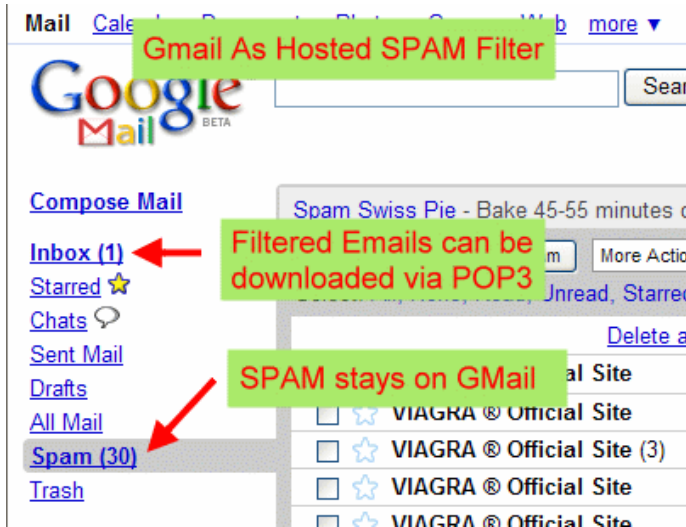 Mail Web more ▼
Gmail As Hosted SPAM Filter
Google
Mail BETA
Sear
Compose Mail
Spam Swiss Pie - Bake 45-55 minutes
Inbox (1)
Filtered Emails can be
downloaded via POP3
More Actio
Starred
Unread, Starred
Chats
Delete a
Sent Mail
SPAM stays on GMail
al Site
Drafts
VIAGRA ® Official Site
All Mail
VIAGRA ® Official Site (3)
Spam (30)
VIAGRA ® Official Site
Trash
VIAGRA ® Official Site